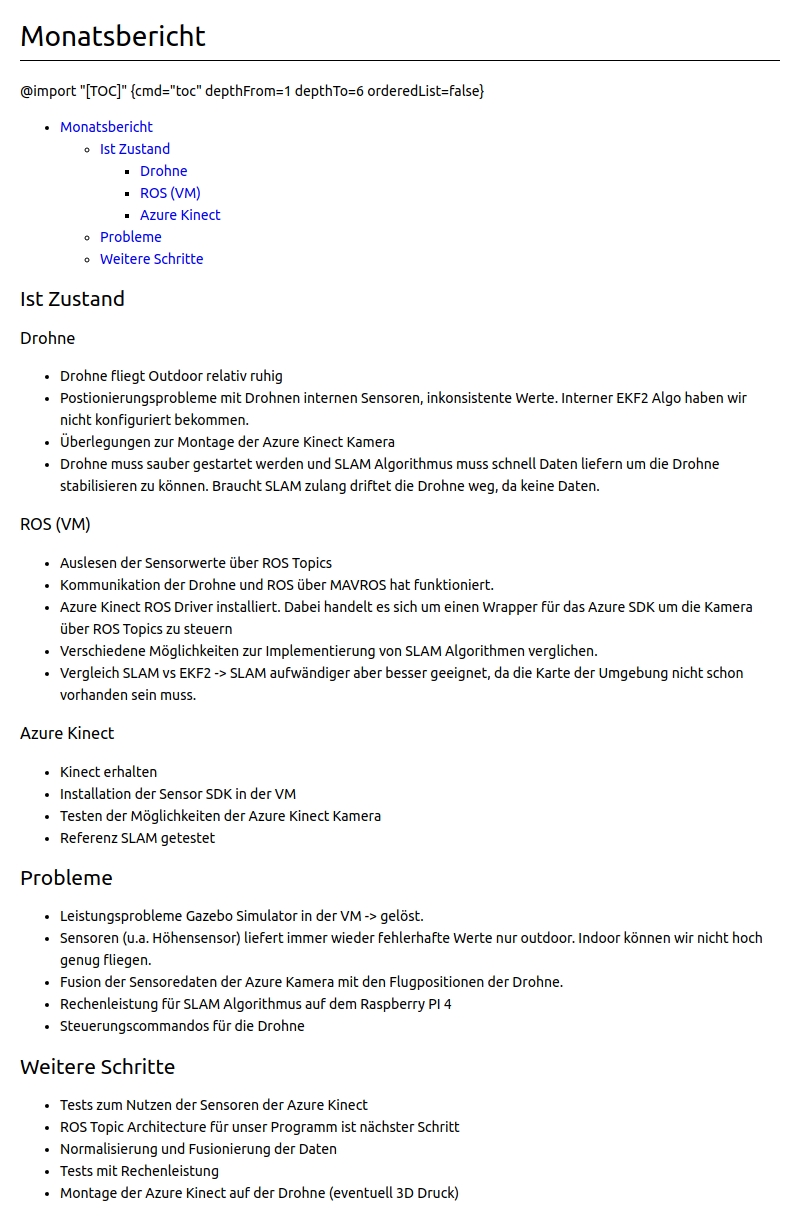 Monatsbericht
@import "[TOC]" {cmd="toc" depthFrom=1 depthTo=6 orderedList=false}
• Monatsbericht
◦ Ist Zustand
▪ Drohne
▪ ROS (VM)
▪ Azure Kinect
◦ Probleme
◦ Weitere Schritte
Ist Zustand
Drohne
• Drohne fliegt Outdoor relativ ruhig
• Postionierungsprobleme mit Drohnen internen Sensoren, inkonsistente Werte. Interner EKF2 Algo haben wir
nicht konfiguriert bekommen.
• Überlegungen zur Montage der Azure Kinect Kamera
• Drohne muss sauber gestartet werden und SLAM Algorithmus muss schnell Daten liefern um die Drohne
stabilisieren zu können. Braucht SLAM zulang driftet die Drohne weg, da keine Daten.
ROS (VM)
• Auslesen der Sensorwerte über ROS Topics
• Kommunikation der Drohne und ROS über MAVROS hat funktioniert.
• Azure Kinect ROS Driver installiert. Dabei handelt es sich um einen Wrapper für das Azure SDK um die Kamera
über ROS Topics zu steuern
• Verschiedene Möglichkeiten zur Implementierung von SLAM Algorithmen verglichen.
• Vergleich SLAM vs EKF2 -> SLAM aufwändiger aber besser geeignet, da die Karte der Umgebung nicht schon
vorhanden sein muss.
Azure Kinect
• Kinect erhalten
• Installation der Sensor SDK in der VM
• Testen der Möglichkeiten der Azure Kinect Kamera
• Referenz SLAM getestet
Probleme
• Leistungsprobleme Gazebo Simulator in der VM -> gelöst.
• Sensoren (u.a. Höhensensor) liefert immer wieder fehlerhafte Werte nur outdoor. Indoor können wir nicht hoch
genug fliegen.
• Fusion der Sensoredaten der Azure Kamera mit den Flugpositionen der Drohne.
• Rechenleistung für SLAM Algorithmus auf dem Raspberry PI 4
• Steuerungscommandos für die Drohne
Weitere Schritte
• Tests zum Nutzen der Sensoren der Azure Kinect
• ROS Topic Architecture für unser Programm ist nächster Schritt
• Normalisierung und Fusionierung der Daten
• Tests mit Rechenleistung
• Montage der Azure Kinect auf der Drohne (eventuell 3D Druck)